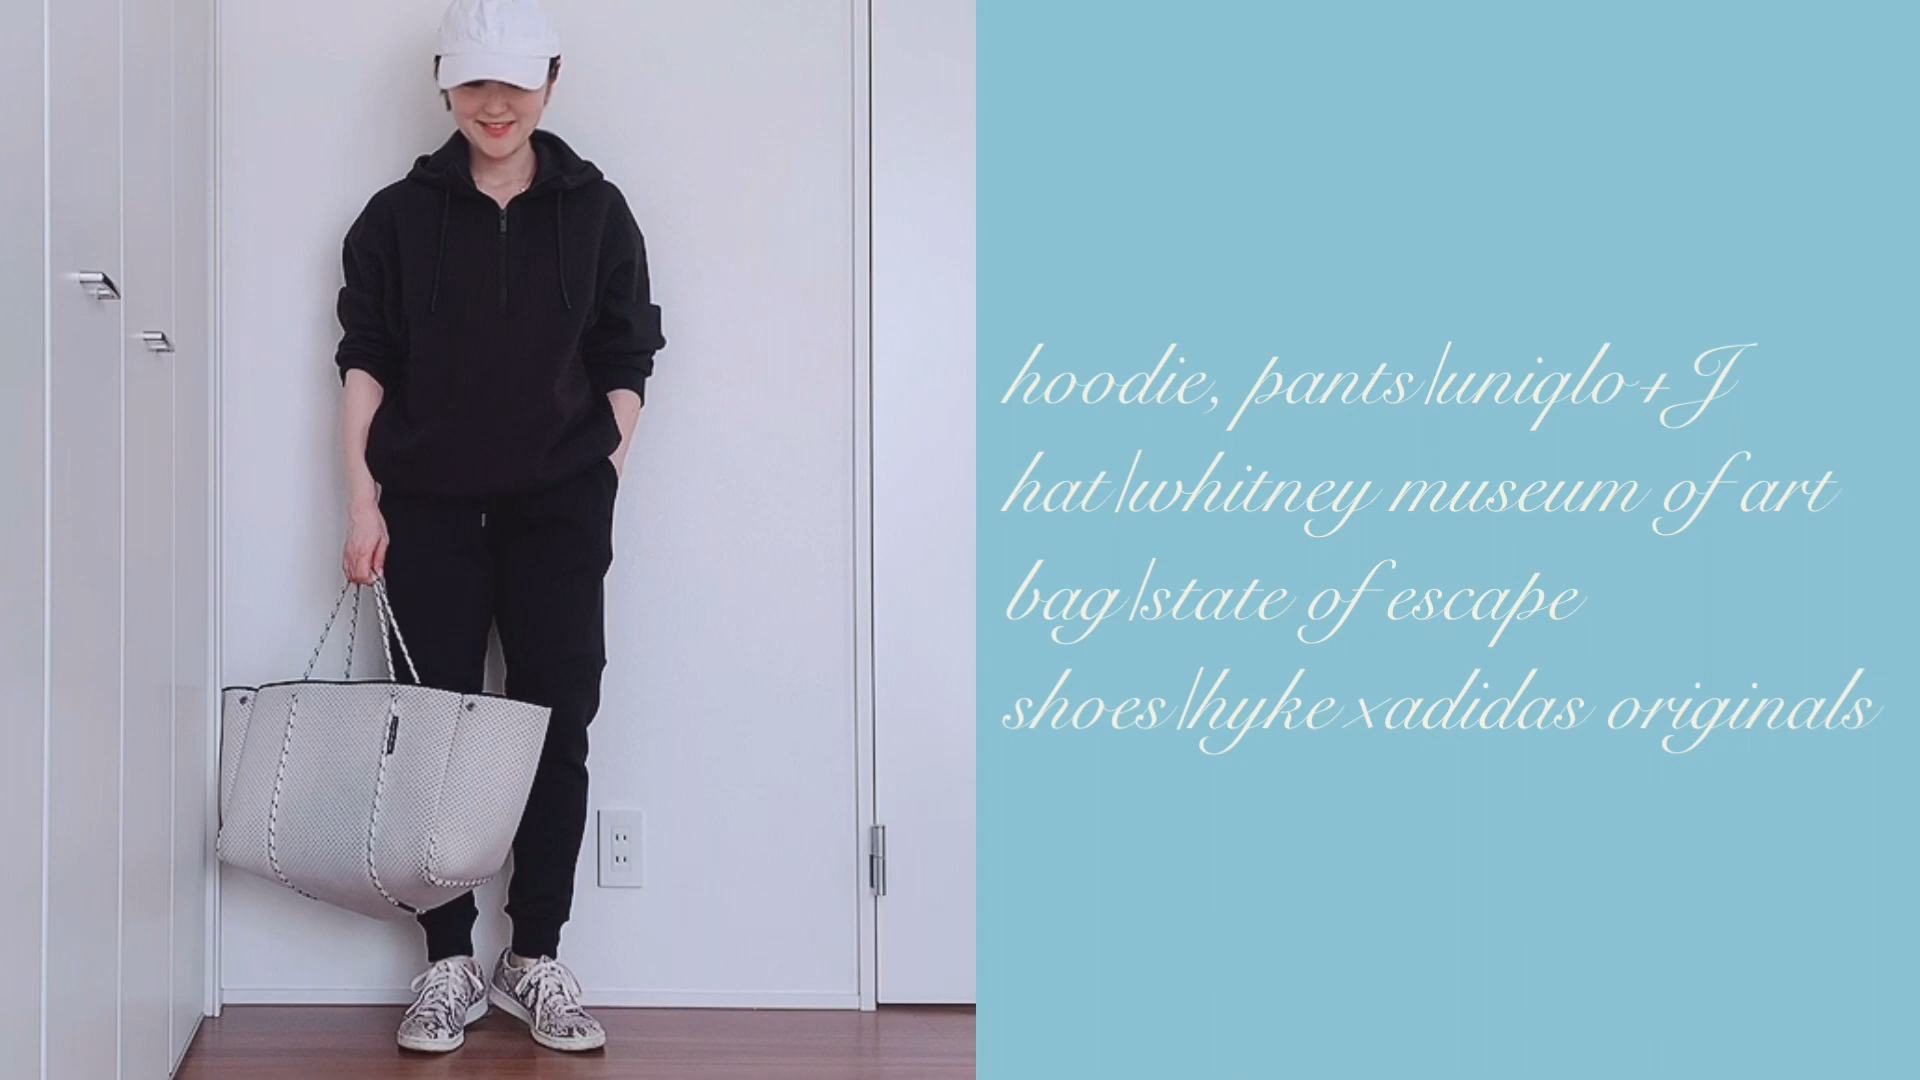 hoodie, pants|uniqlo+J
hat|whitney museum of art
bag|state of escape
shoes|hyke×adidas originals